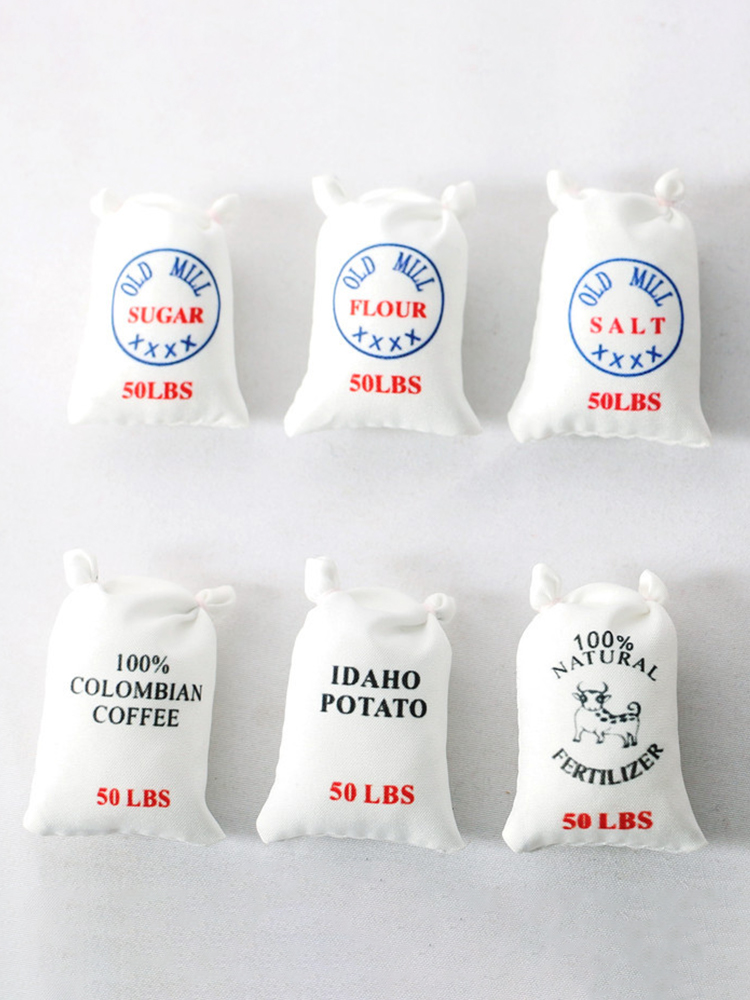 OLD MILL
SUGAR
XXXX
50LBS
OLD MILL
FLOUR
XXXX
50LBS
OLD MILL
SALT
XXXX
50LBS
100%
COLOMBIAN
COFFEE
50 LBS
IDAHO
POTATO
50 LBS
100%
NATURAL
FERTILIZER
50 LBS